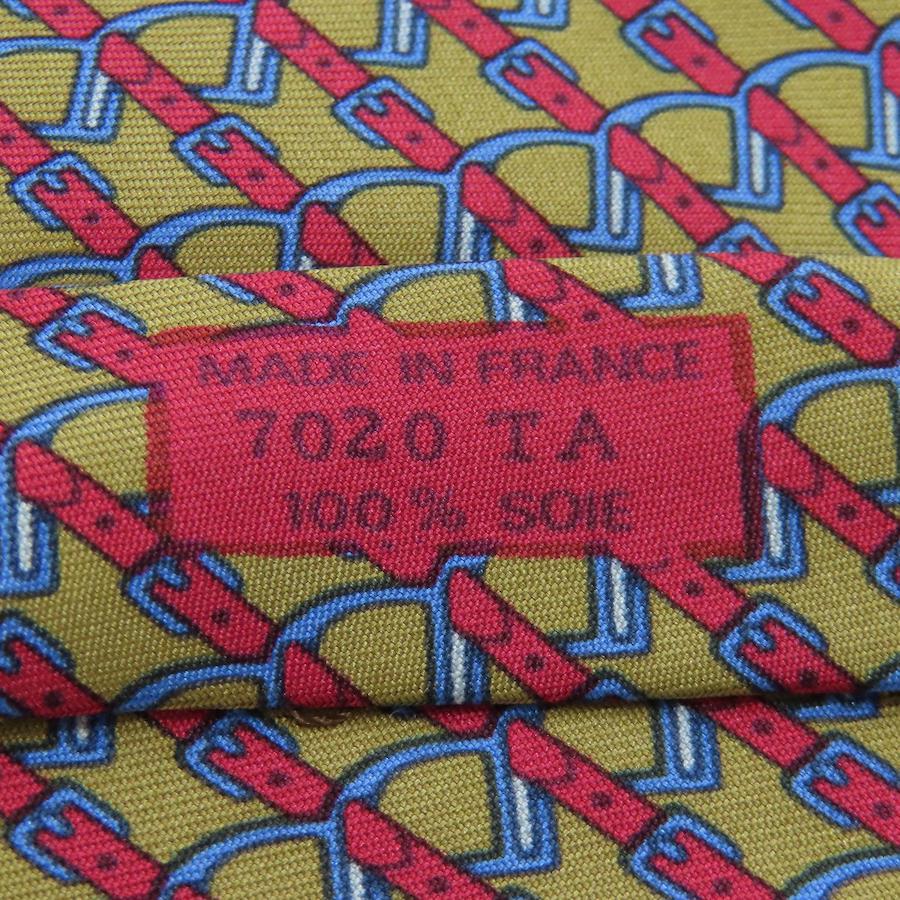 MADE IN FRANCE
7020 TA
100% SOIE